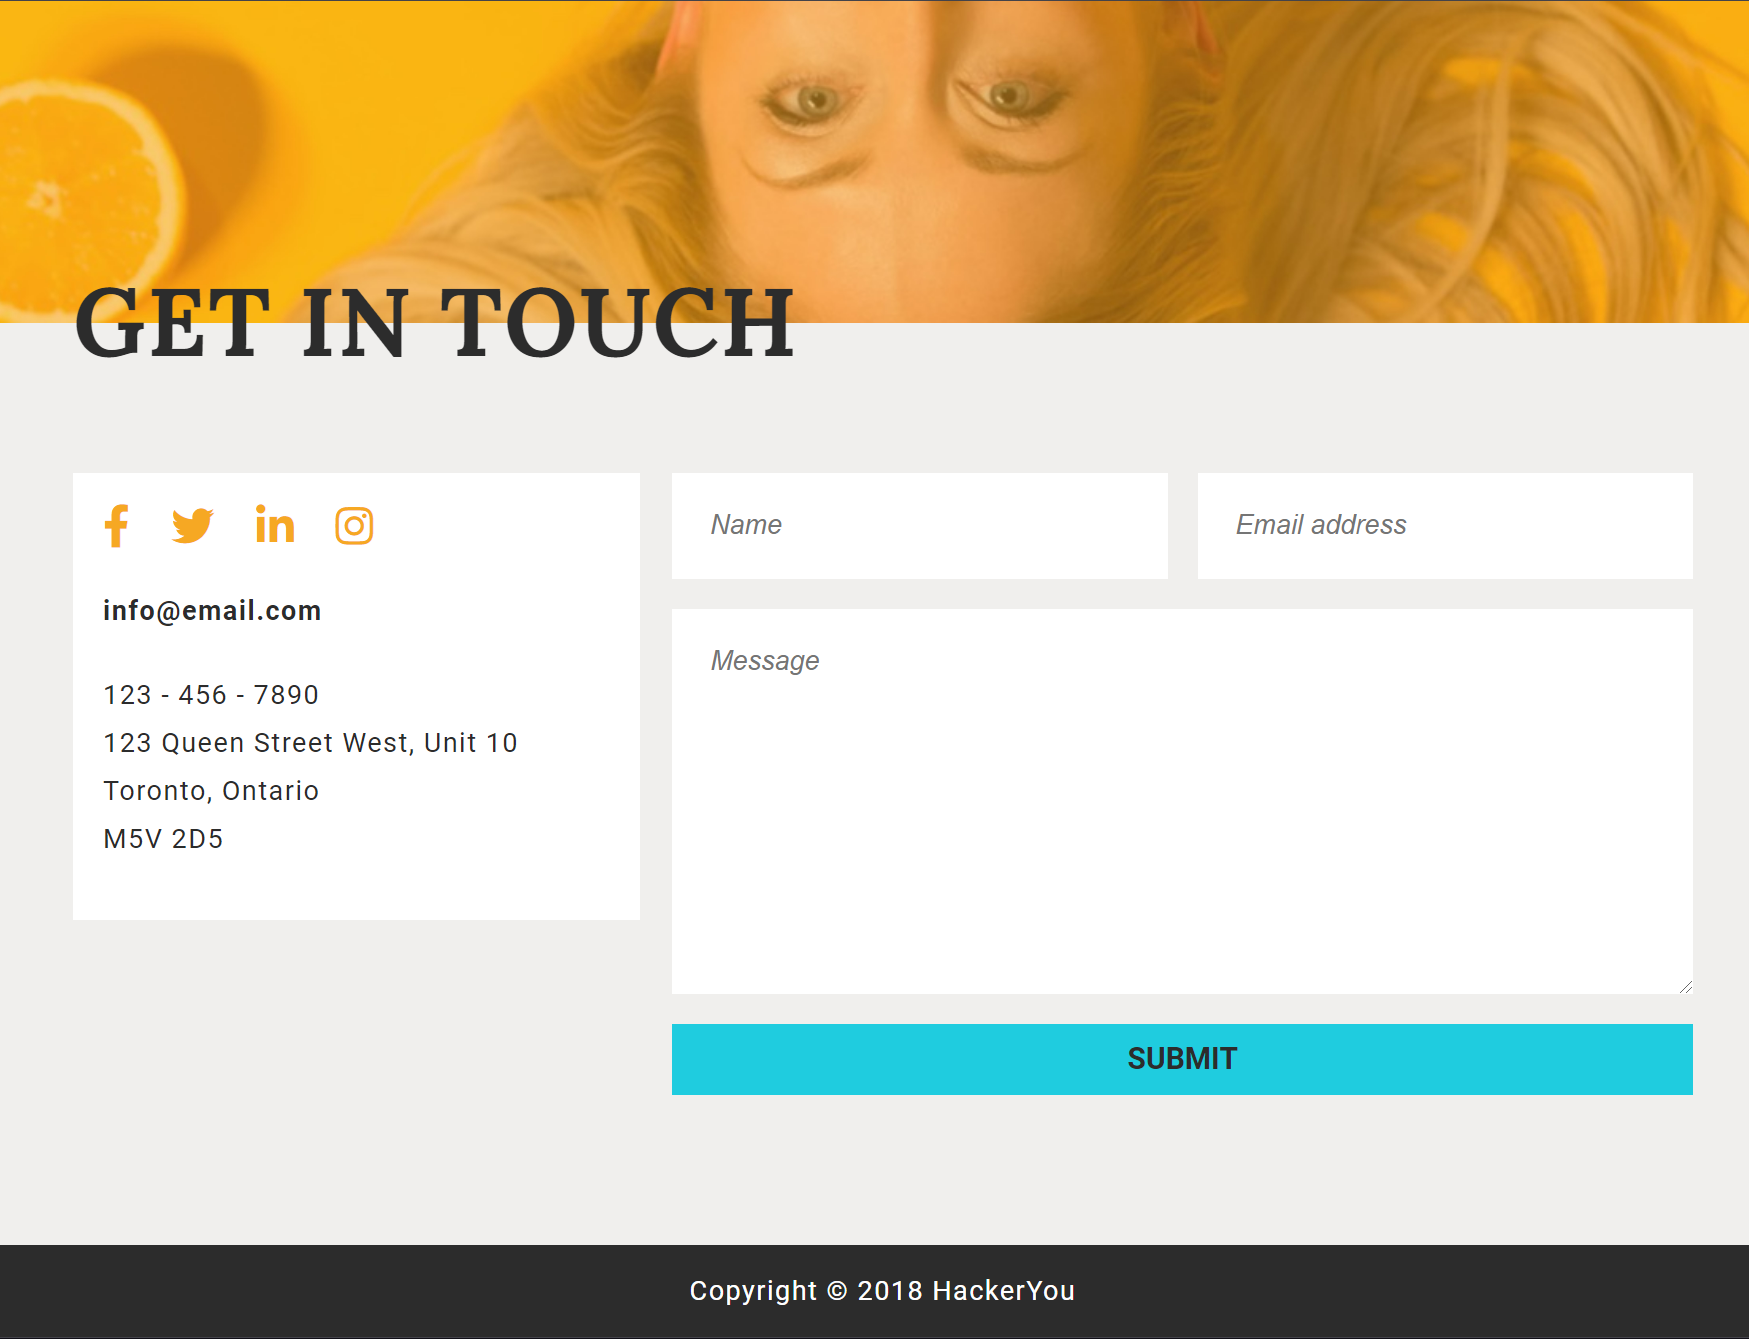 GET IN TOUCH
info@email.com
123 - 456 - 7890
123 Queen Street West, Unit 10
Toronto, Ontario
M5V 2D5
Name
Email address
Message
SUBMIT
Copyright © 2018 HackerYou